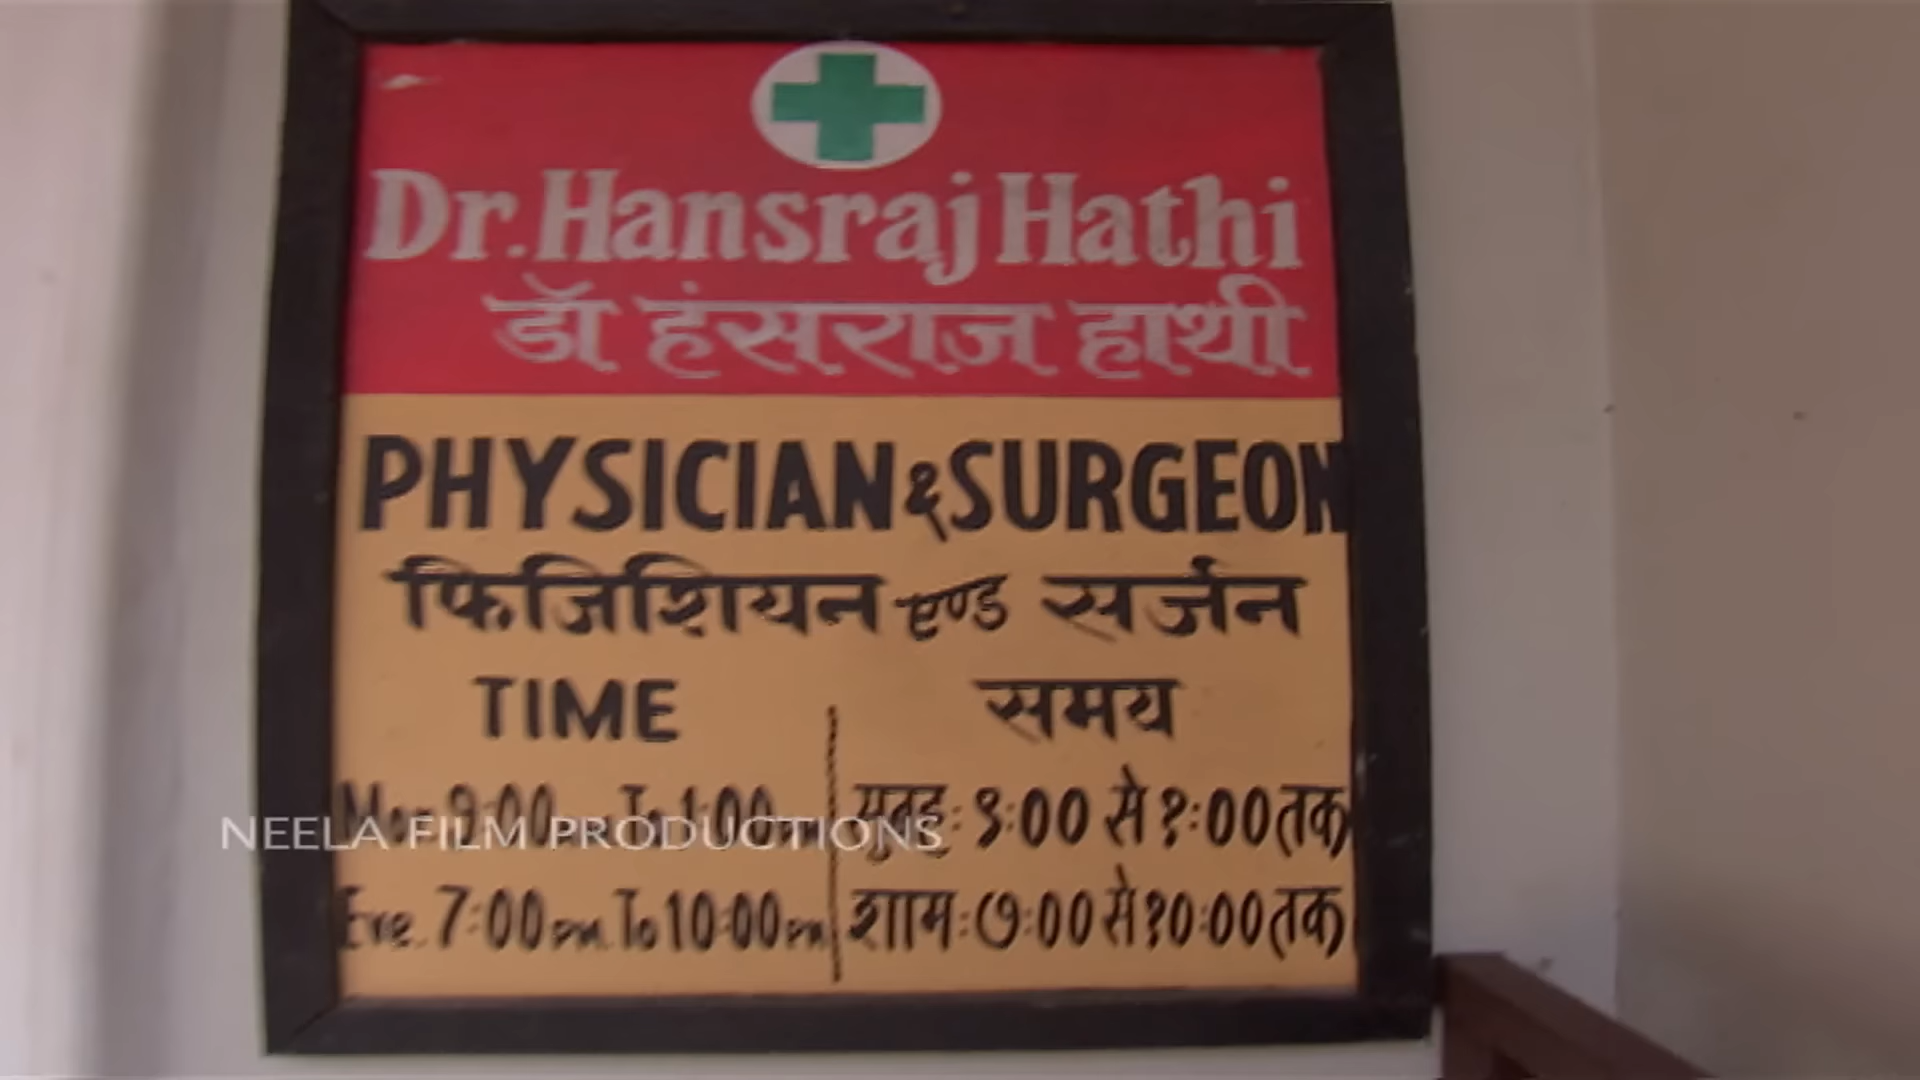 Dr. Hansraj Hathi
डॉ हंसराज हाथी
PHYSICIAN & SURGEON
फिजिशियन एण्ड सर्जन
TIME
समय
Mor 9:00 To 1:00
सुबह: ९:00 से १:00 तक
NEELA FILM PRODUCTIONS
Eve. 7:00 pm. To 10:00 pm
शाम: ७:00 से १0:00 तक